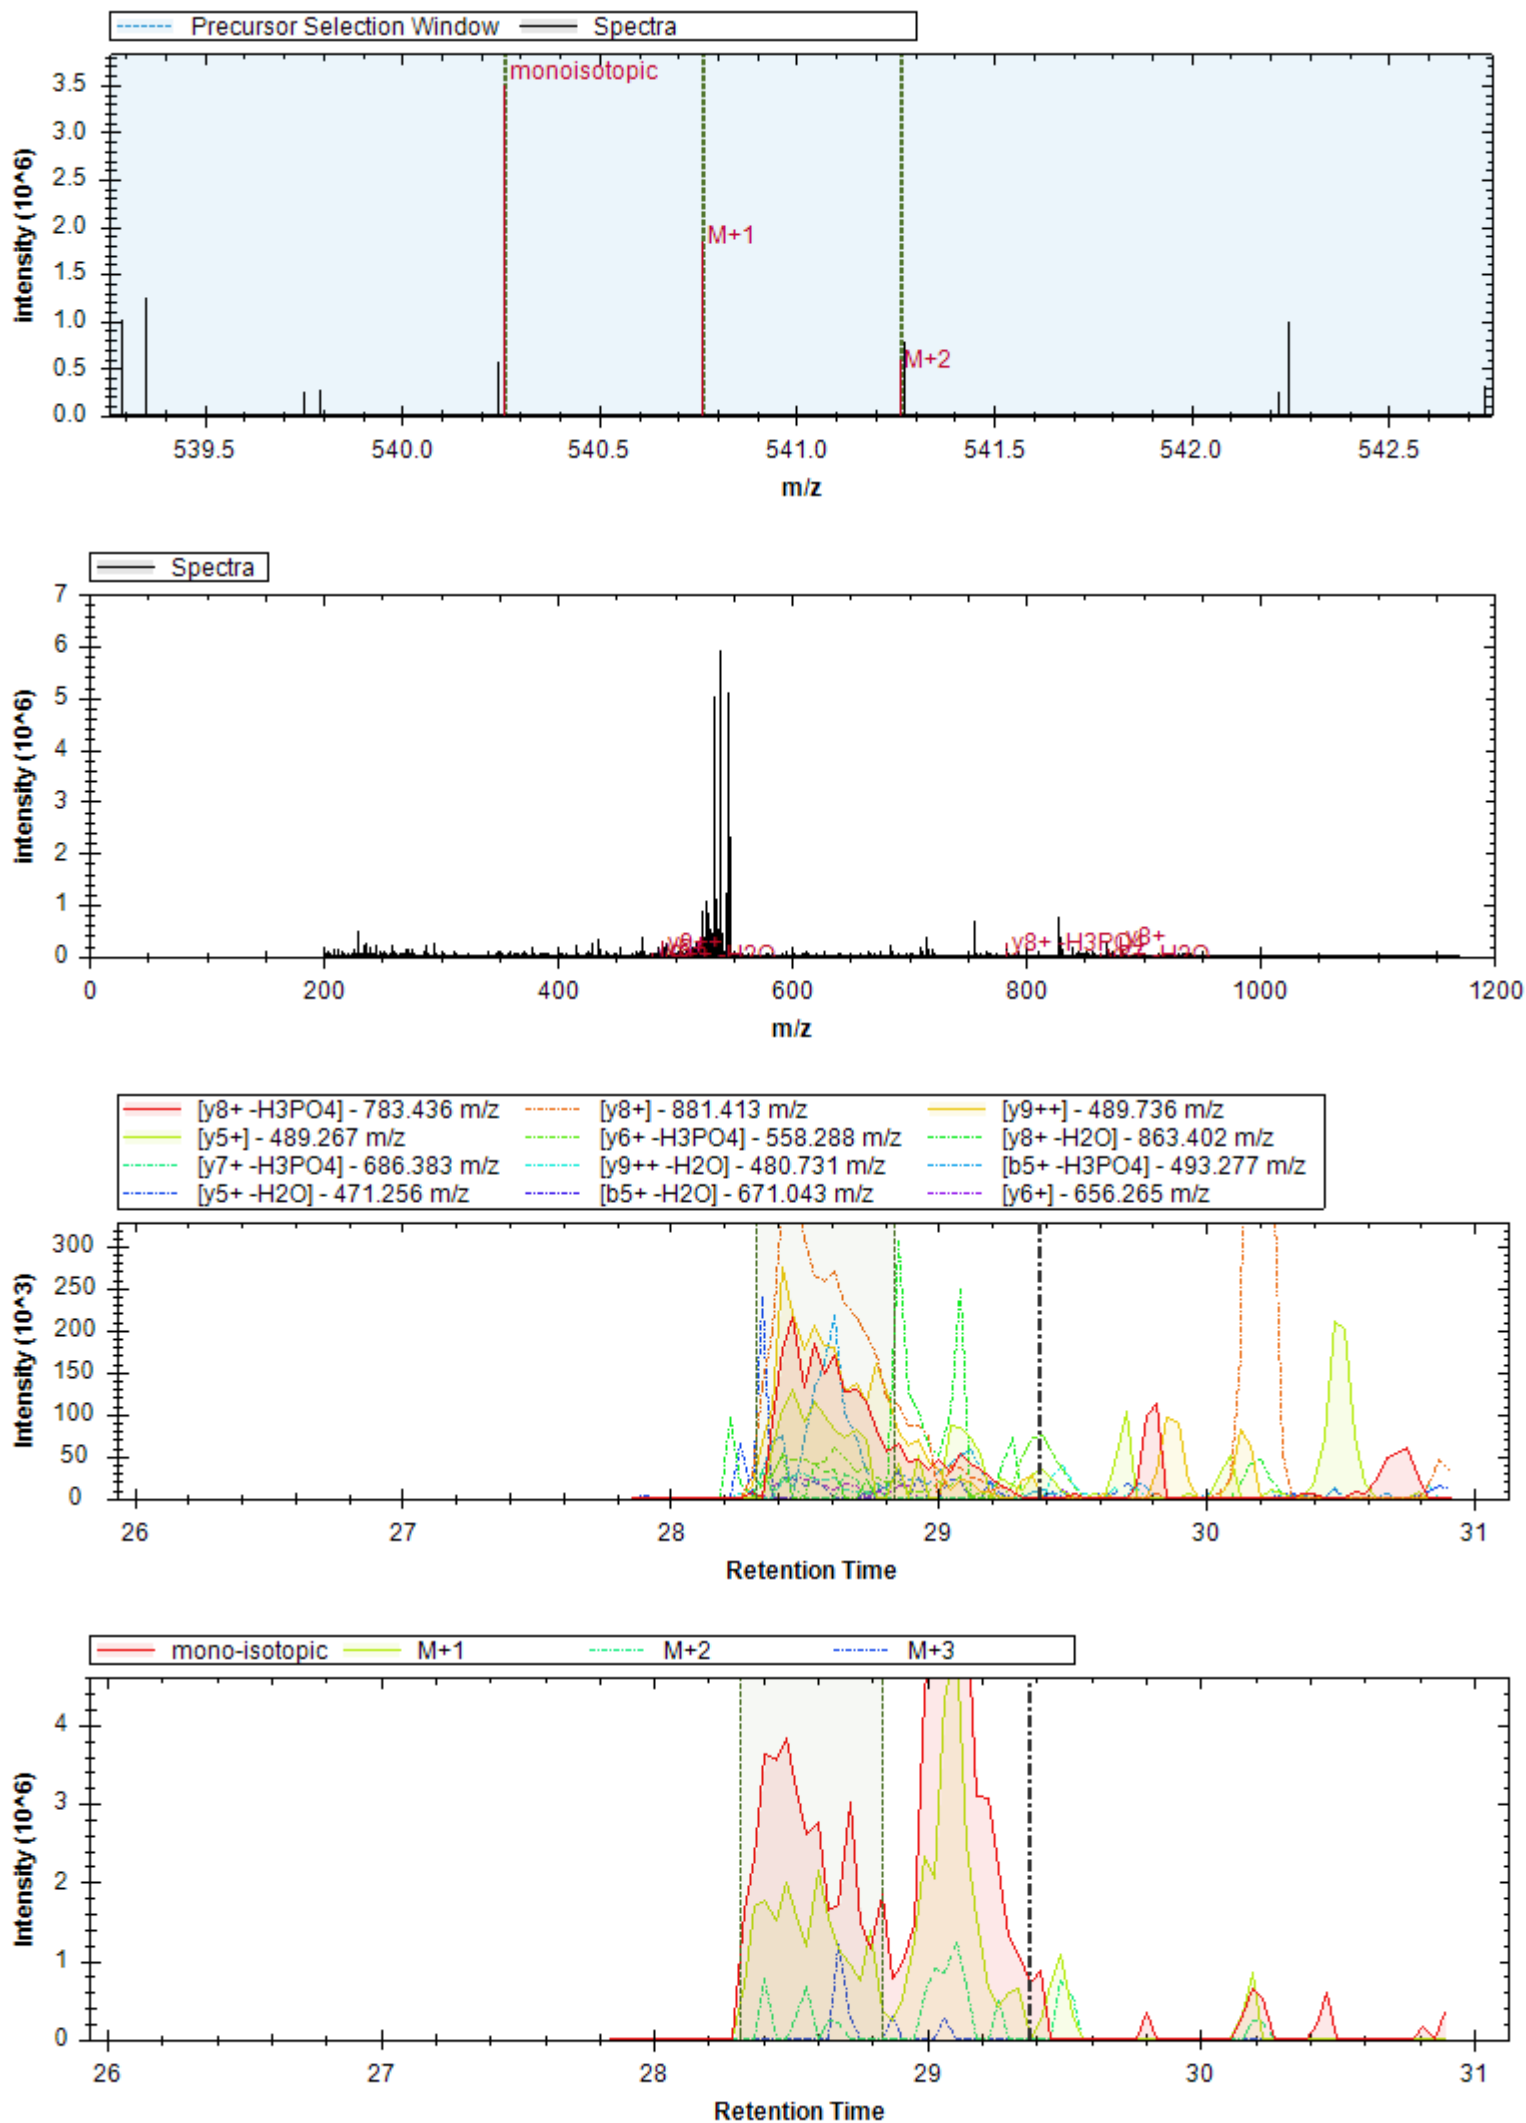 Precursor Selection Window Spectra
monoisotopic
M+1
M+2
intensity (10^6)
3.5
3.0
2.5
2.0
1.5
1.0
0.5
0.0
539.5 540.0 540.5 541.0 541.5 542.0 542.5
m/z
Spectra
intensity (10^6)
7
6
5
4
3
2
1
0
y9++
-H2O
y8+ -H3PO4
y8+
-H2O
0 200 400 600 800 1000 1200
m/z
[y8+ -H3PO4] - 783.436 m/z [y8+] - 881.413 m/z [y9++] - 489.736 m/z
[y5+] - 489.267 m/z [y6+ -H3PO4] - 558.288 m/z [y8+ -H2O] - 863.402 m/z
[y7+ -H3PO4] - 686.383 m/z [y9++ -H2O] - 480.731 m/z [b5+ -H3PO4] - 493.277 m/z
[y5+ -H2O] - 471.256 m/z [b5+ -H2O] - 671.043 m/z [y6+] - 656.265 m/z
Intensity (10^3)
300
250
200
150
100
50
0
26 27 28 29 30 31
Retention Time
mono-isotopic M+1 M+2 M+3
Intensity (10^6)
4
3
2
1
0
26 27 28 29 30 31
Retention Time